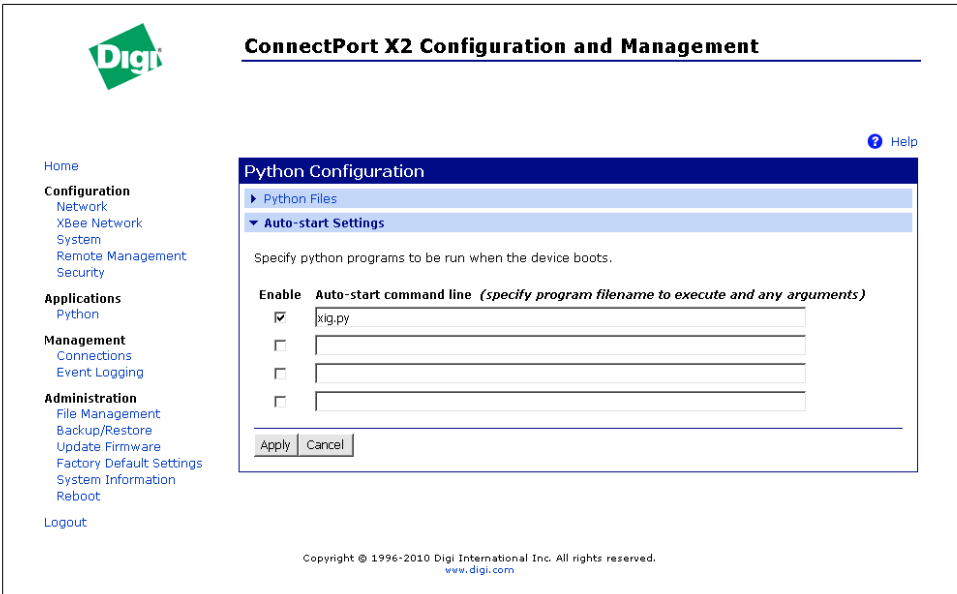 Digi
ConnectPort X2 Configuration and Management
Help
Home
Configuration
Network
XBee Network
System
Remote Management
Security
Applications
Python
Management
Connections
Event Logging
Administration
File Management
Backup/Restore
Update Firmware
Factory Default Settings
System Information
Reboot
Logout
Python Configuration
Python Files
Auto-start Settings
Specify python programs to be run when the device boots.
Enable Auto-start command line (specify program filename to execute and any arguments)
xig.py
Apply Cancel
Copyright © 1996-2010 Digi International Inc. All rights reserved.
www.digi.com